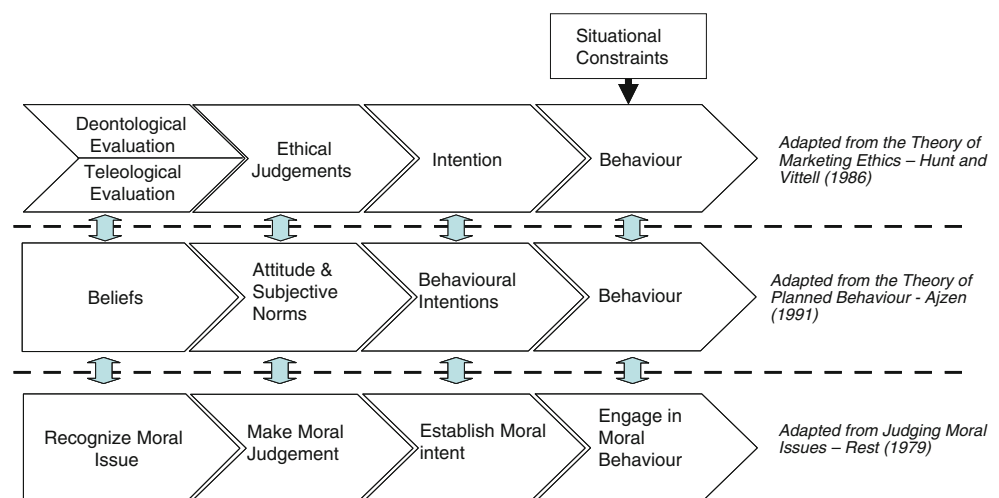 Situational
Constraints
Deontological
Evaluation
Teleological
Evaluation
Ethical
Judgements
Intention
Behaviour
Adapted from the Theory of
Marketing Ethics – Hunt and
Vittell (1986)
Beliefs
Attitude &
Subjective
Norms
Behavioural
Intentions
Behaviour
Adapted from the Theory of
Planned Behaviour - Ajzen
(1991)
Recognize Moral
Issue
Make Moral
Judgement
Establish Moral
intent
Engage in
Moral
Behaviour
Adapted from Judging Moral
Issues – Rest (1979)